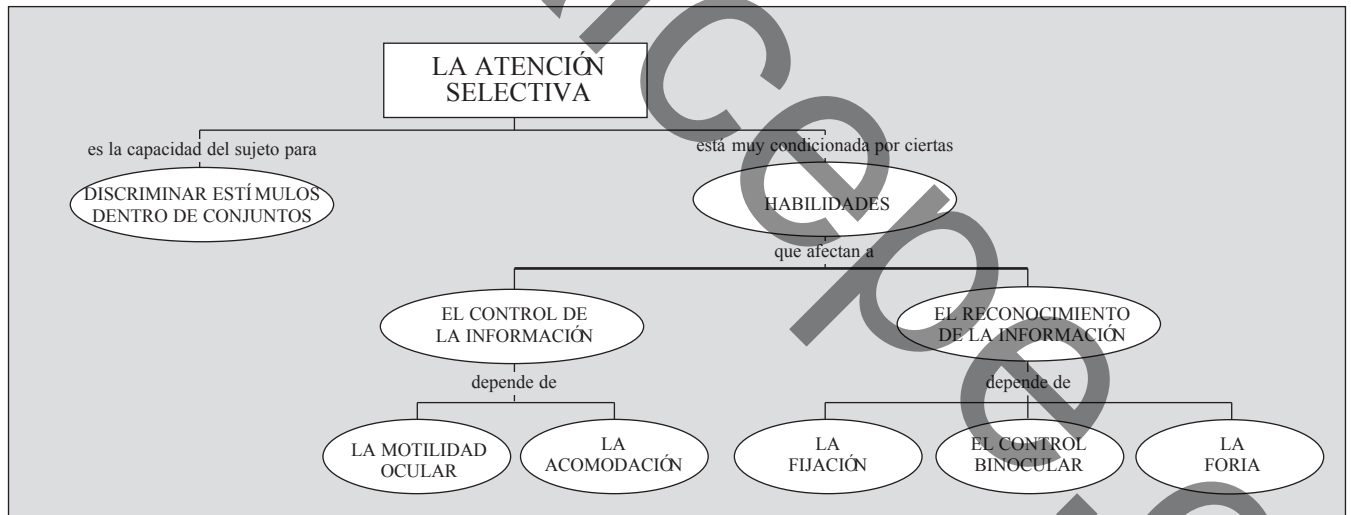 LA ATENCIÓN
SELECTIVA
es la capacidad del sujeto para
está muy condicionada por ciertas
DISCRIMINAR ESTÍMULOS
DENTRO DE CONJUNTOS
HABILIDADES
que afectan a
EL CONTROL DE
LA INFORMACIÓN
EL RECONOCIMIENTO
DE LA INFORMACIÓN
depende de
depende de
LA MOTILIDAD
OCULAR
LA
ACOMODACIÓN
LA
FIJACIÓN
EL CONTROL
BINOCULAR
LA
FORIA